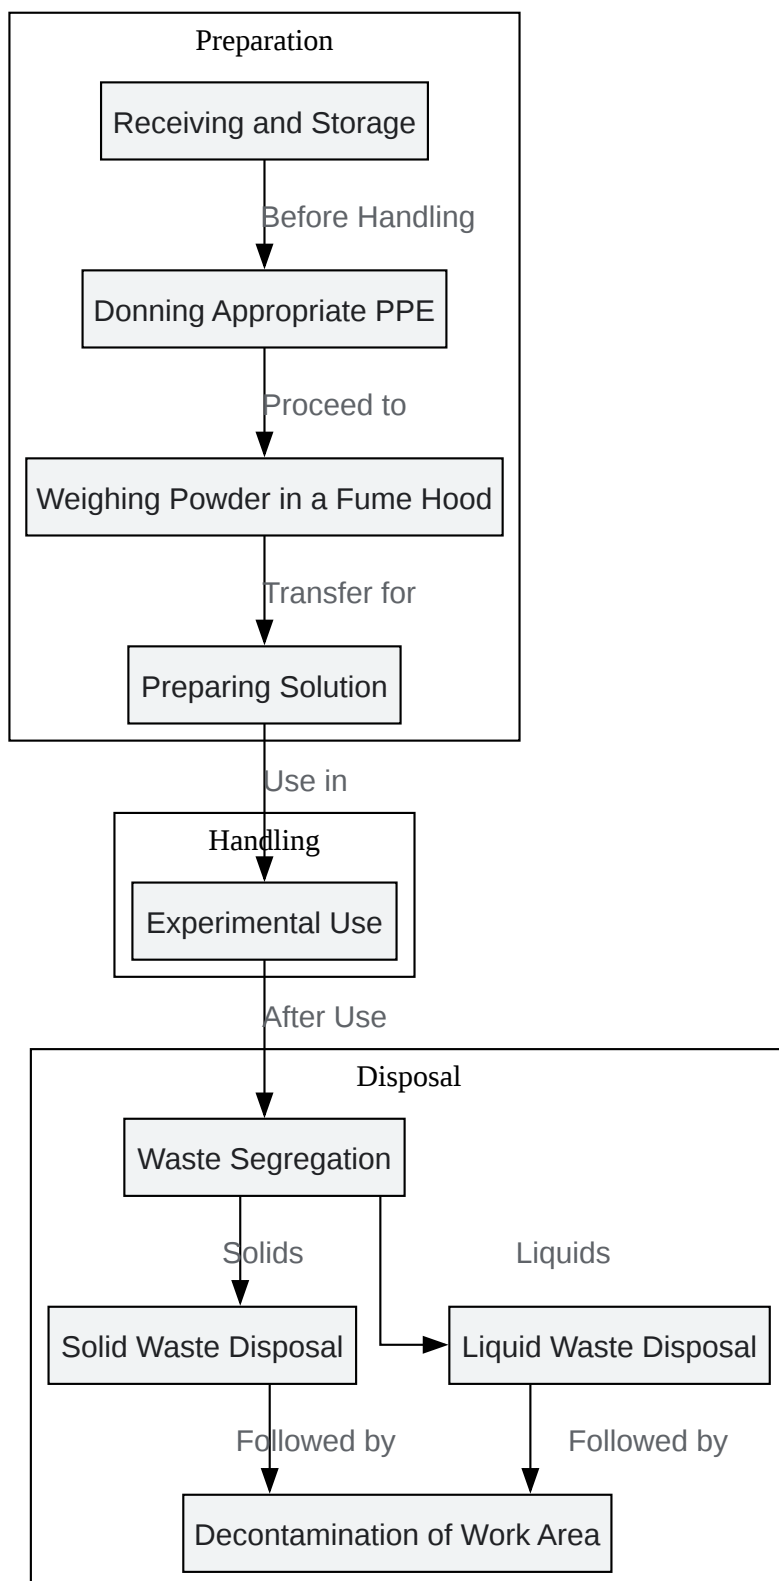 Preparation
Receiving and Storage
Before Handling
Donning Appropriate PPE
Proceed to
Weighing Powder in a Fume Hood
Transfer for
Preparing Solution
Use in
Handling
Experimental Use
After Use
Disposal
Waste Segregation
Solids
Liquids
Solid Waste Disposal
Liquid Waste Disposal
Followed by
Followed by
Decontamination of Work Area